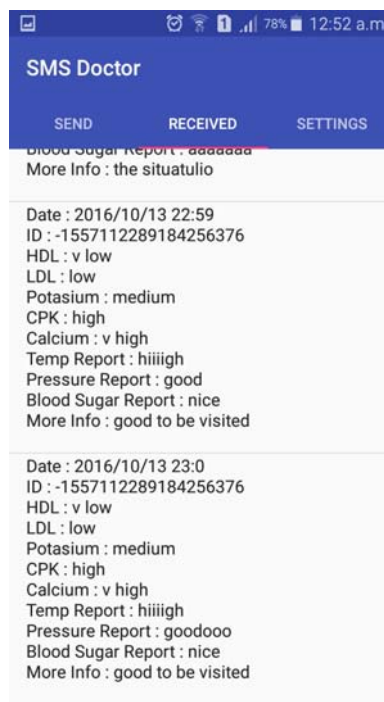 78% 12:52 a.m
SMS Doctor
SEND RECEIVED SETTINGS
Blood Sugar Report : aaaaaaa
More Info : the situatulio
Date : 2016/10/13 22:59
ID : -1557112289184256376
HDL : v low
LDL : low
Potasium : medium
CPK : high
Calcium : v high
Temp Report : hiiiigh
Pressure Report : good
Blood Sugar Report : nice
More Info : good to be visited
Date : 2016/10/13 23:0
ID : -1557112289184256376
HDL : v low
LDL : low
Potasium : medium
CPK : high
Calcium : v high
Temp Report : hiiiigh
Pressure Report : goodooo
Blood Sugar Report : nice
More Info : good to be visited